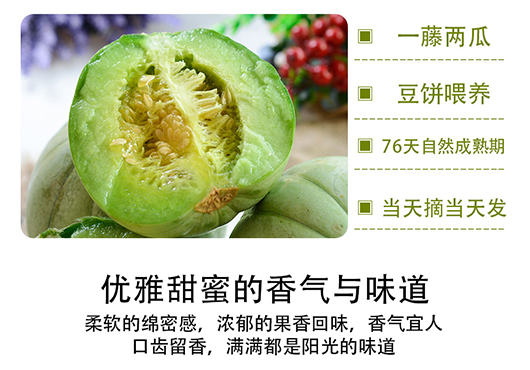 一藤两瓜
豆饼喂养
76天自然成熟期
当天摘当天发
优雅甜蜜的香气与味道
柔软的绵密感，浓郁的果香回味，香气宜人
口齿留香，满满都是阳光的味道